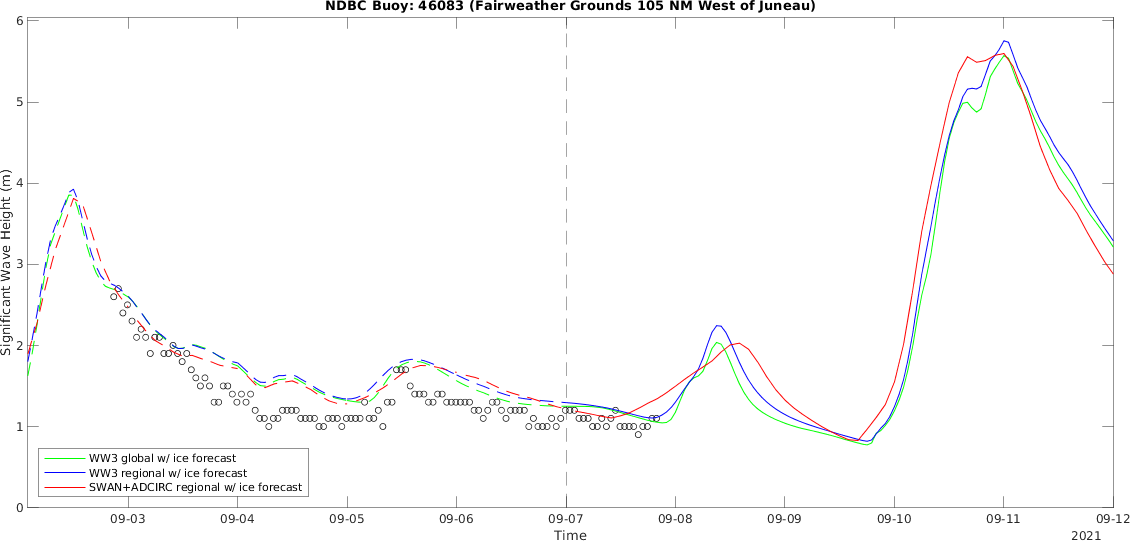 NDBC Buoy: 46083 (Fairweather Grounds 105 NM West of Juneau)
6
5
4
3
2
1
0
Significant Wave Height (m)
WW3 global w/ ice forecast
WW3 regional w/ ice forecast
SWAN+ADCIRC regional w/ ice forecast
09-03 09-04 09-05 09-06 09-07 09-08 09-09 09-10 09-11 09-12
Time
2021